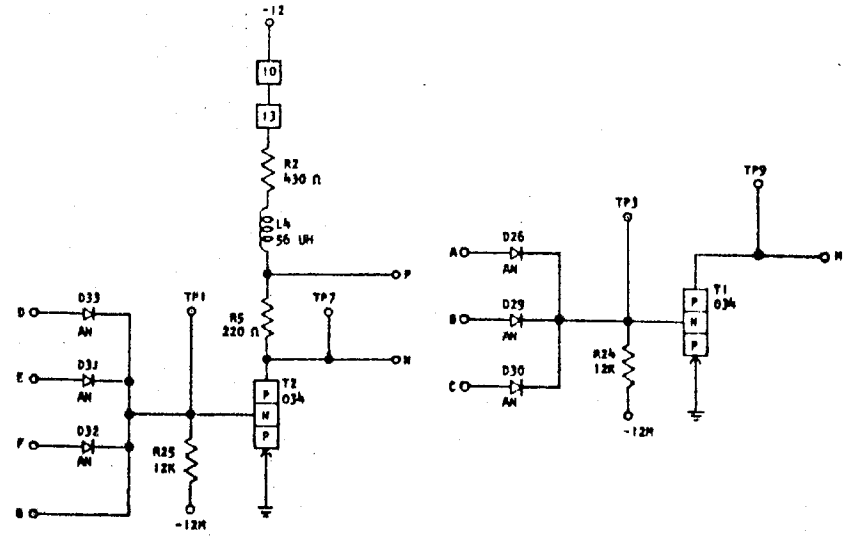 -12
10
13
R2
430 Ω
L4
56 UH
P
R5
220 Ω
TP7
N
T2
034
P
N
P
D
D33
AN
TP1
E
D31
AN
F
D32
AN
R25
12K
G
-12M
TP9
TP3
A
D26
AN
M
T1
034
P
N
P
B
D29
AN
R24
12K
C
D30
AN
-12M